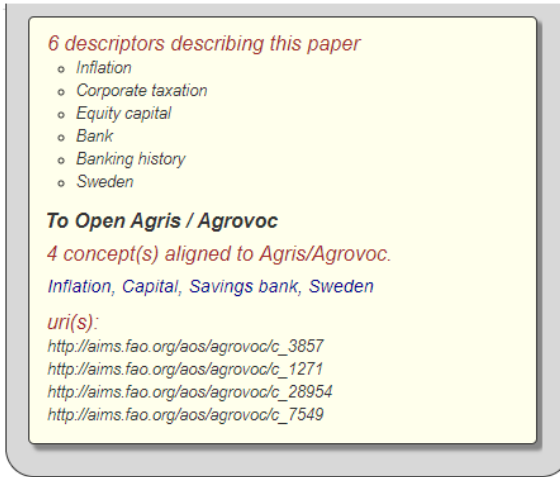 6 descriptors describing this paper
Inflation
Corporate taxation
Equity capital
Bank
Banking history
Sweden
To Open Agris / Agrovoc
4 concept(s) aligned to Agris/Agrovoc.
Inflation, Capital, Savings bank, Sweden
uri(s):
http://aims.fao.org/aos/agrovoc/c_3857
http://aims.fao.org/aos/agrovoc/c_1271
http://aims.fao.org/aos/agrovoc/c_28954
http://aims.fao.org/aos/agrovoc/c_7549